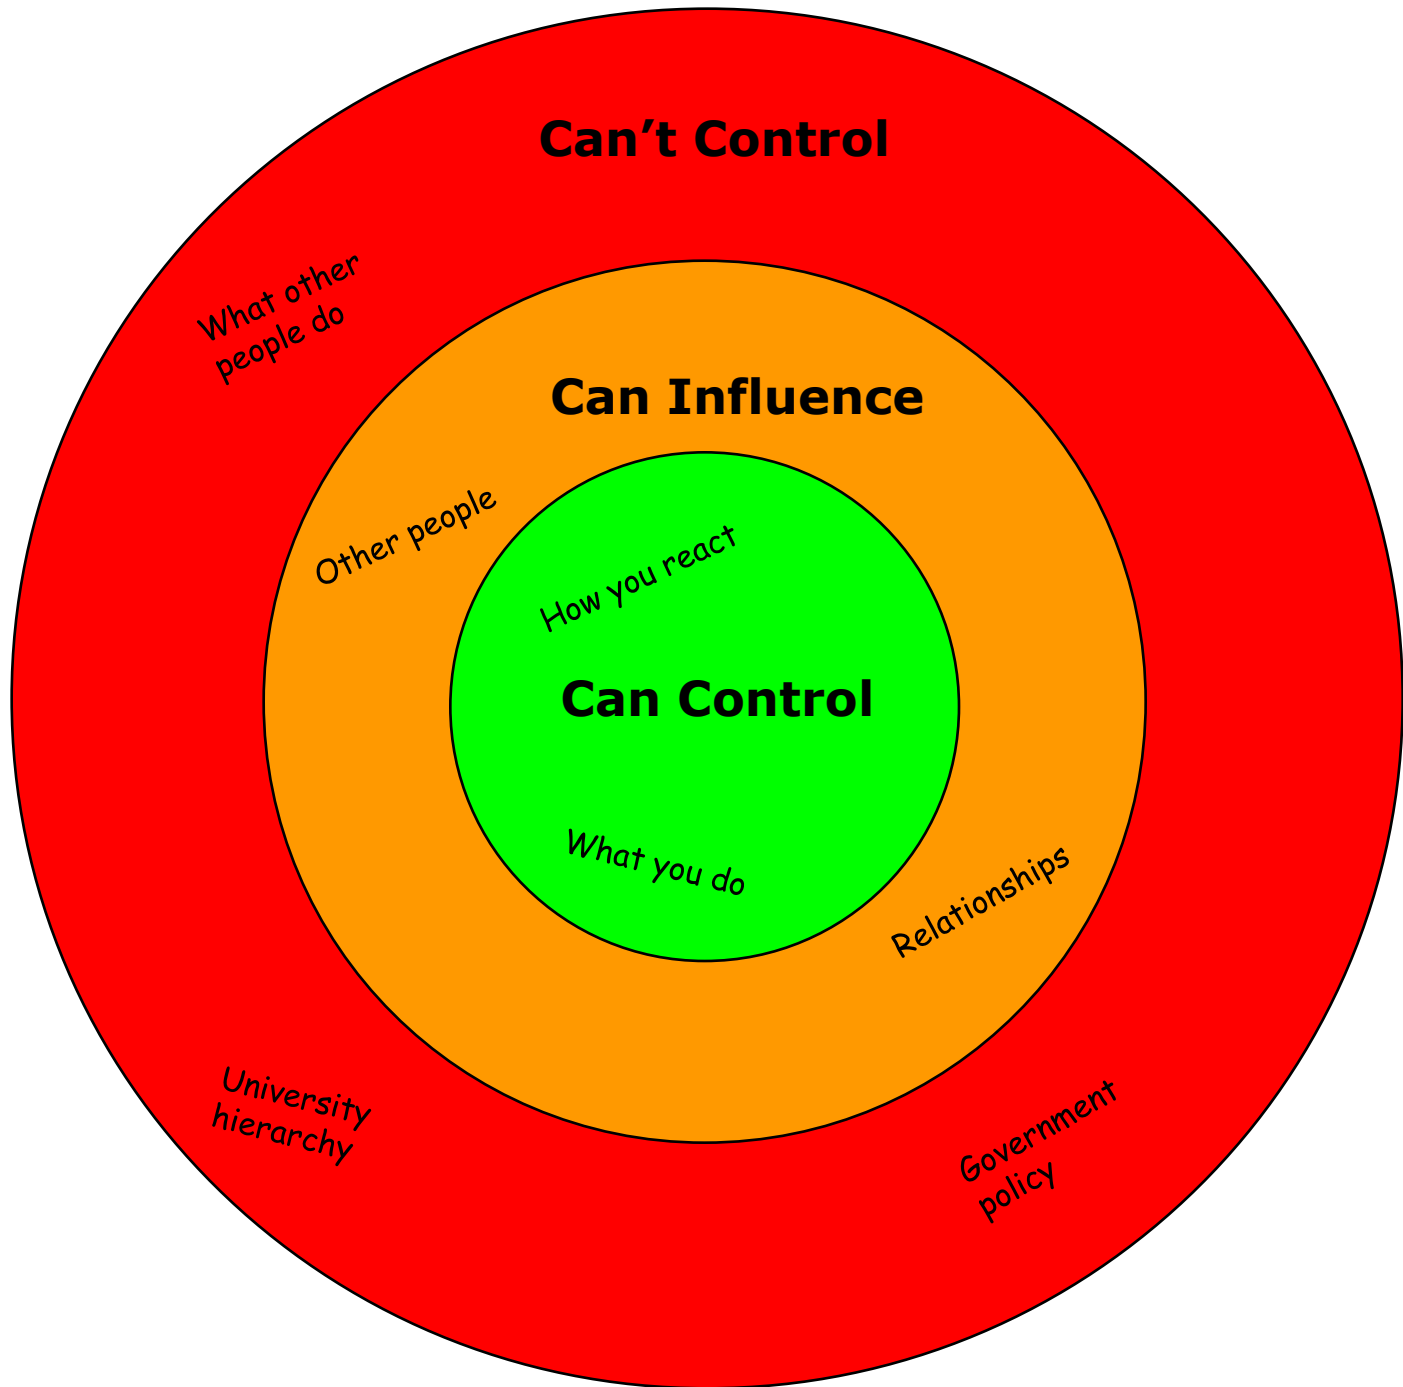 Can’t Control
What other
people do
Can Influence
Other people
How you react
Can Control
What you do
Relationships
University
hierarchy
Government
policy